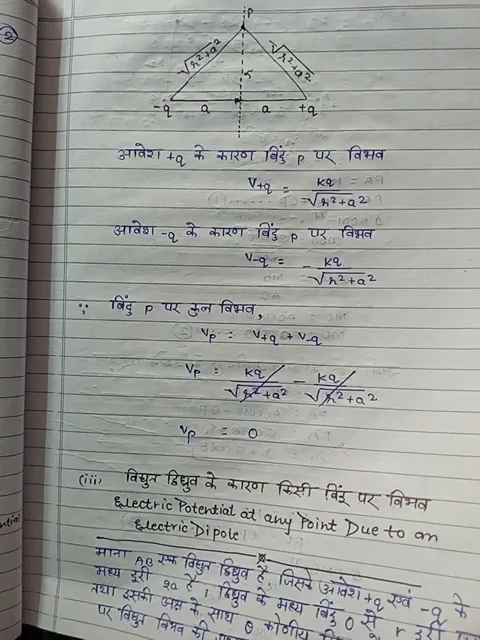 P
√r²+a²
√r²+a²
r
-q
a
a
+q
आवेश +q के कारण बिंदु P पर विभव
V+q = Kq / √r²+a²
आवेश -q के कारण बिंदु P पर विभव
V-q = - Kq / √r²+a²
∵ बिंदु P पर कुल विभव,
Vp = V+q + V-q
Vp = Kq / √r²+a² - Kq / √r²+a²
Vp = 0
(iii) विद्युत द्विध्रुव के कारण किसी बिंदु पर विभव
Electric Potential at any Point Due to an
Electric Dipole
माना AB एक विद्युत द्विध्रुव है, जिसके आवेश +q एवं -q के
मध्य दूरी 2a है। द्विध्रुव के मध्य बिंदु O से r
तथा इसकी अक्ष के साथ θ कोणीय
पर विद्युत विभव की